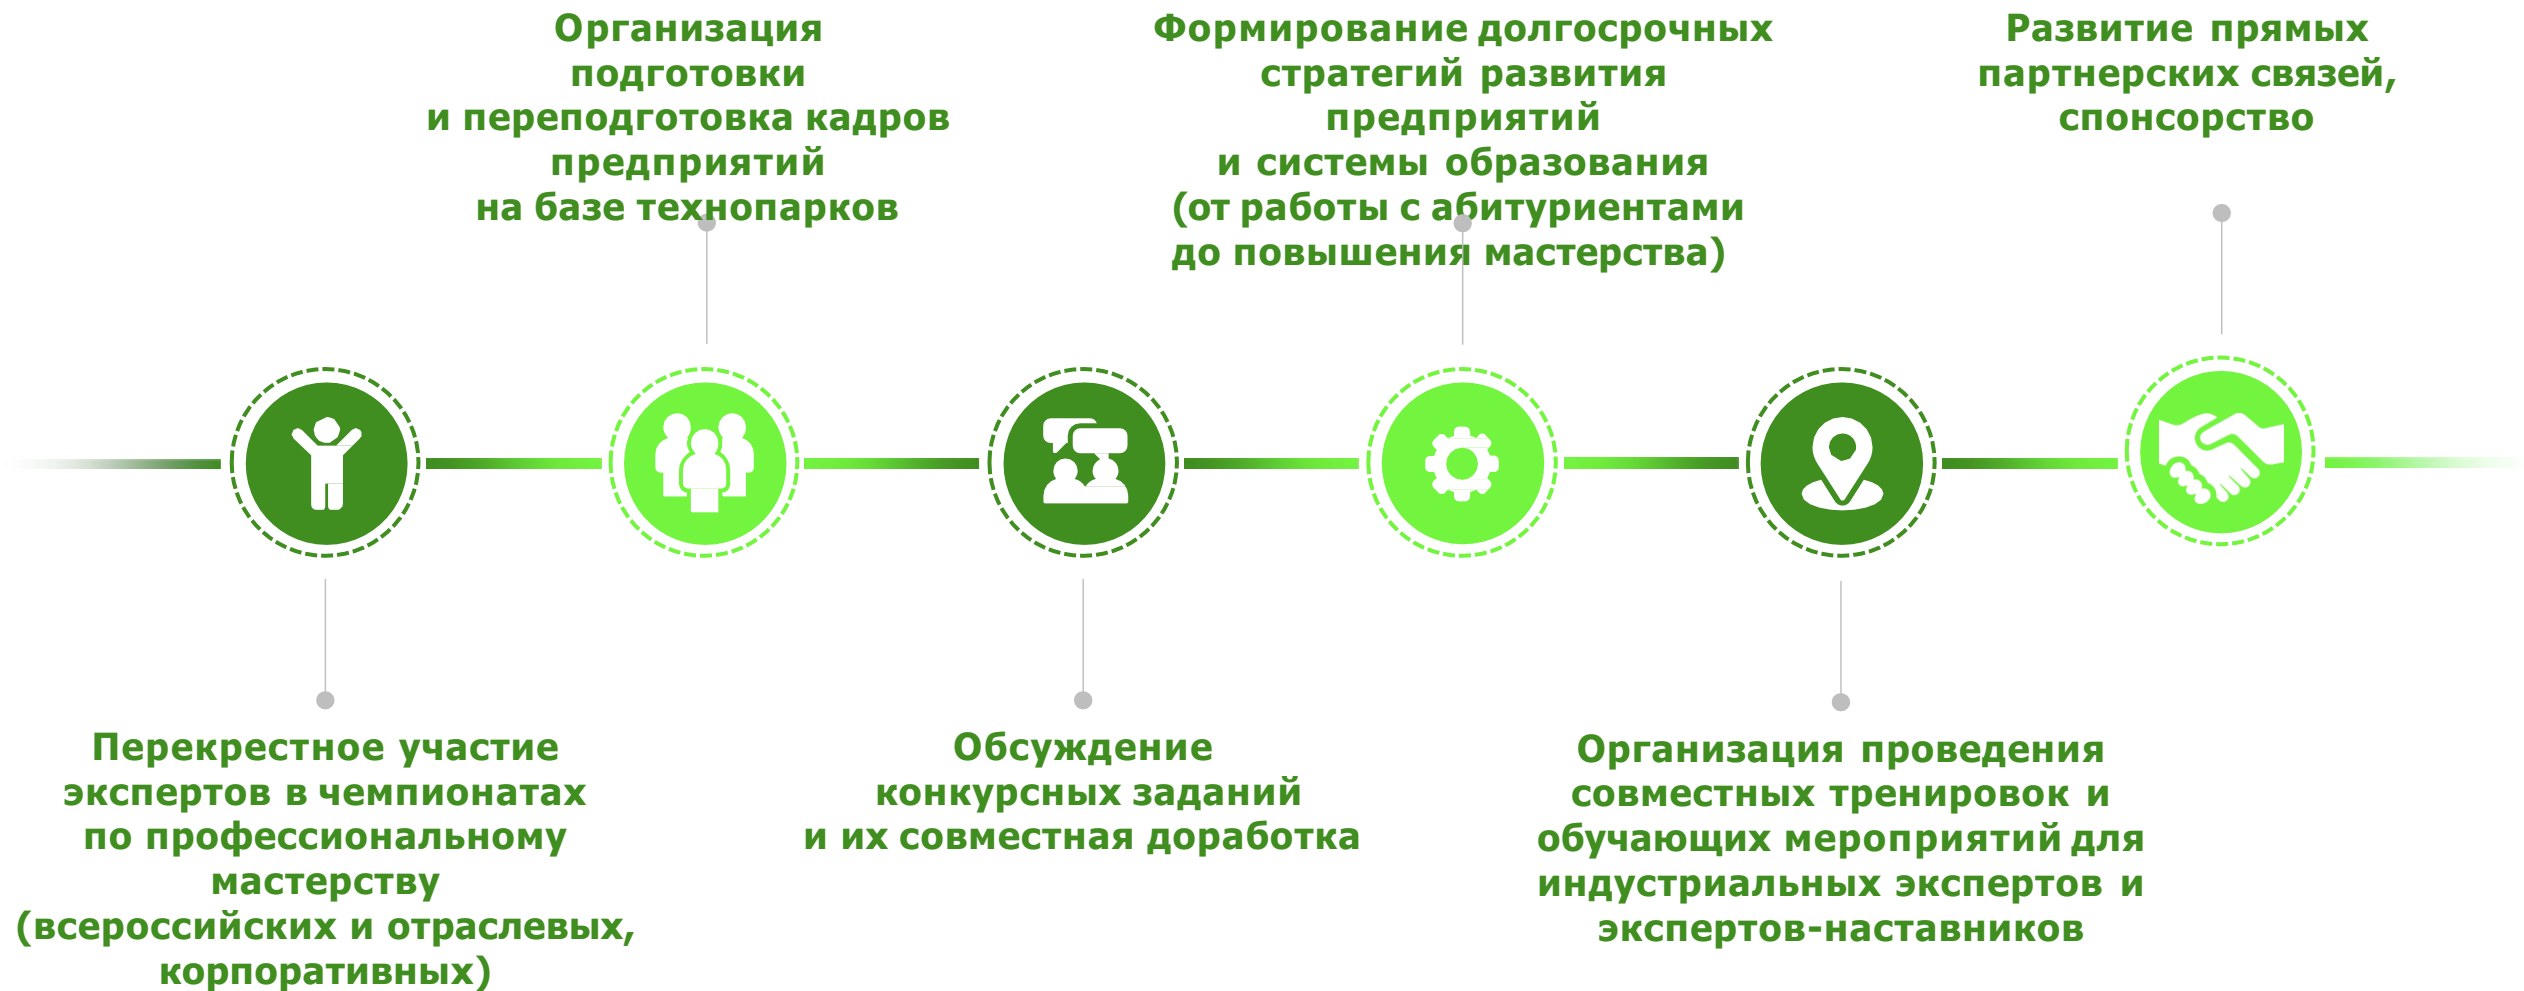 Организация
подготовки
и переподготовка кадров
предприятий
на базе технопарков
Формирование долгосрочных
стратегий развития
предприятий
и системы образования
(от работы с абитуриентами
до повышения мастерства)
Развитие прямых
партнерских связей,
спонсорство
Перекрестное участие
экспертов в чемпионатах
по профессиональному
мастерству
(всероссийских и отраслевых,
корпоративных)
Обсуждение
конкурсных заданий
и их совместная доработка
Организация проведения
совместных тренировок и
обучающих мероприятий для
индустриальных экспертов и
экспертов-наставников